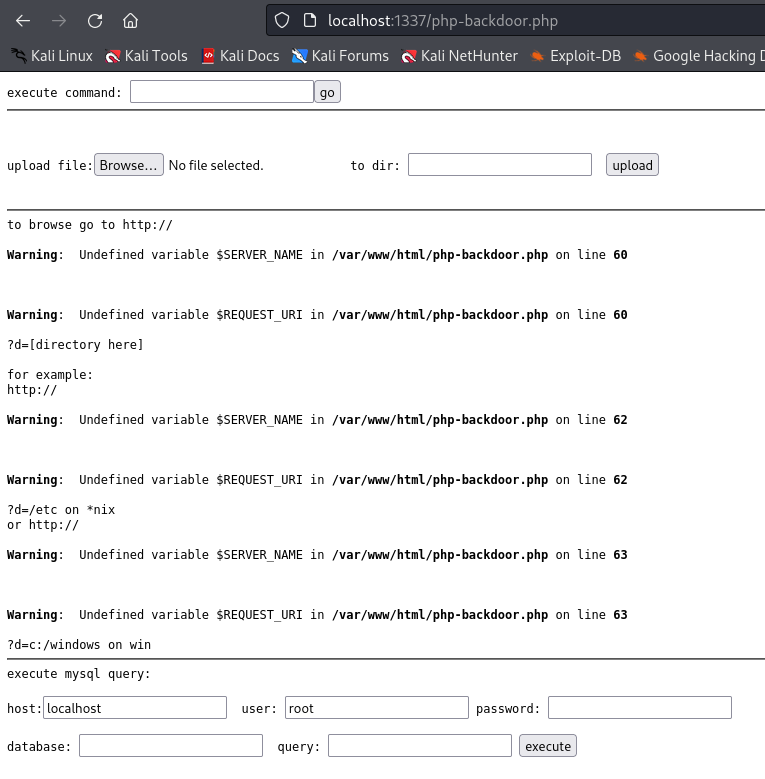 localhost:1337/php-backdoor.php
Kali Linux Kali Tools Kali Docs Kali Forums Kali NetHunter Exploit-DB Google Hacking D
execute command: go
upload file: Browse... No file selected. to dir: upload
to browse go to http://
Warning: Undefined variable $SERVER_NAME in /var/www/html/php-backdoor.php on line 60
Warning: Undefined variable $REQUEST_URI in /var/www/html/php-backdoor.php on line 60
?d=[directory here]
for example:
http://
Warning: Undefined variable $SERVER_NAME in /var/www/html/php-backdoor.php on line 62
Warning: Undefined variable $REQUEST_URI in /var/www/html/php-backdoor.php on line 62
?d=/etc on *nix
or http://
Warning: Undefined variable $SERVER_NAME in /var/www/html/php-backdoor.php on line 63
Warning: Undefined variable $REQUEST_URI in /var/www/html/php-backdoor.php on line 63
?d=c:/windows on win
execute mysql query:
host: localhost user: root password:
database: query: execute